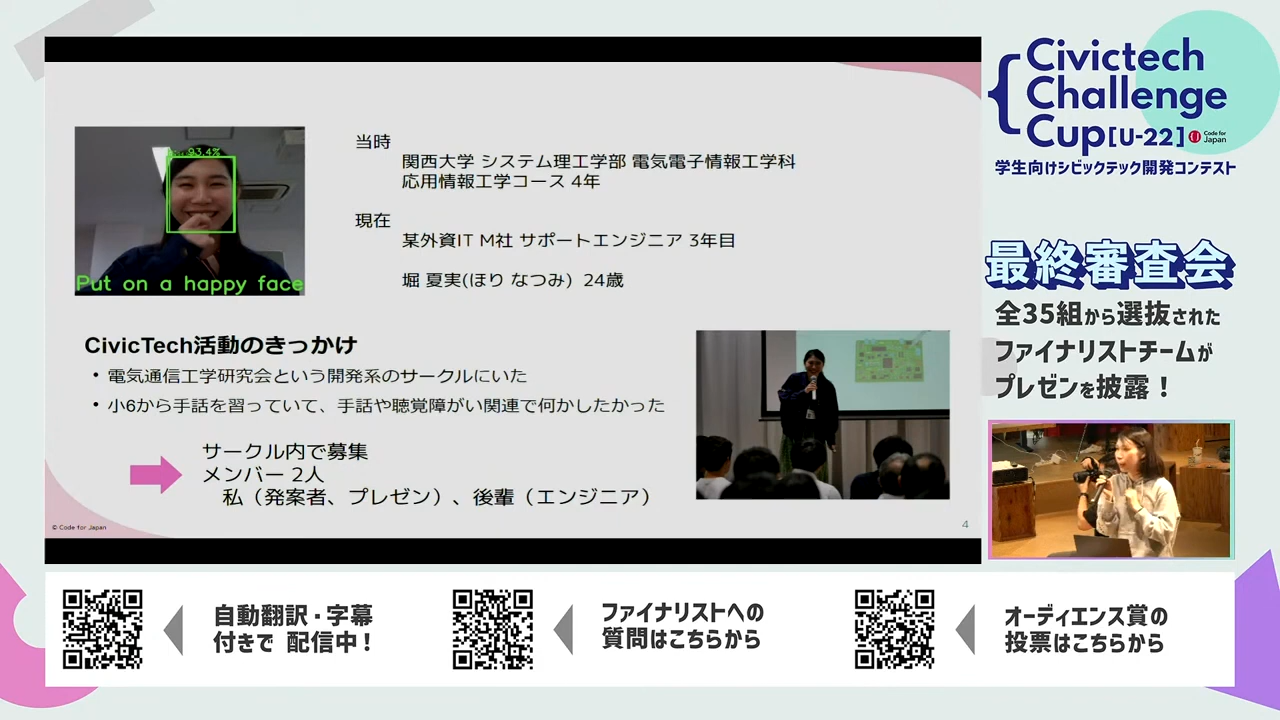 当時
関西大学 システム理工学部 電気電子情報工学科
応用情報工学コース 4年
現在
某外資IT M社 サポートエンジニア 3年目
堀 夏実(ほり なつみ) 24歳
93.4%
Put on a happy face
CivicTech活動のきっかけ
・電気通信工学研究会という開発系のサークルにいた
・小6から手話を習っていて、手話や聴覚障がい関連で何かしたかった
サークル内で募集
メンバー 2人
私（発案者、プレゼン）、後輩（エンジニア）
© Code for Japan
4
Civictech
Challenge
Cup[U-22]
Code for
Japan
学生向けシビックテック開発コンテスト
最終審査会
全35組から選抜された
ファイナリストチームが
プレゼンを披露！
自動翻訳・字幕
付きで 配信中！
ファイナリストへの
質問はこちらから
オーディエンス賞の
投票はこちらから